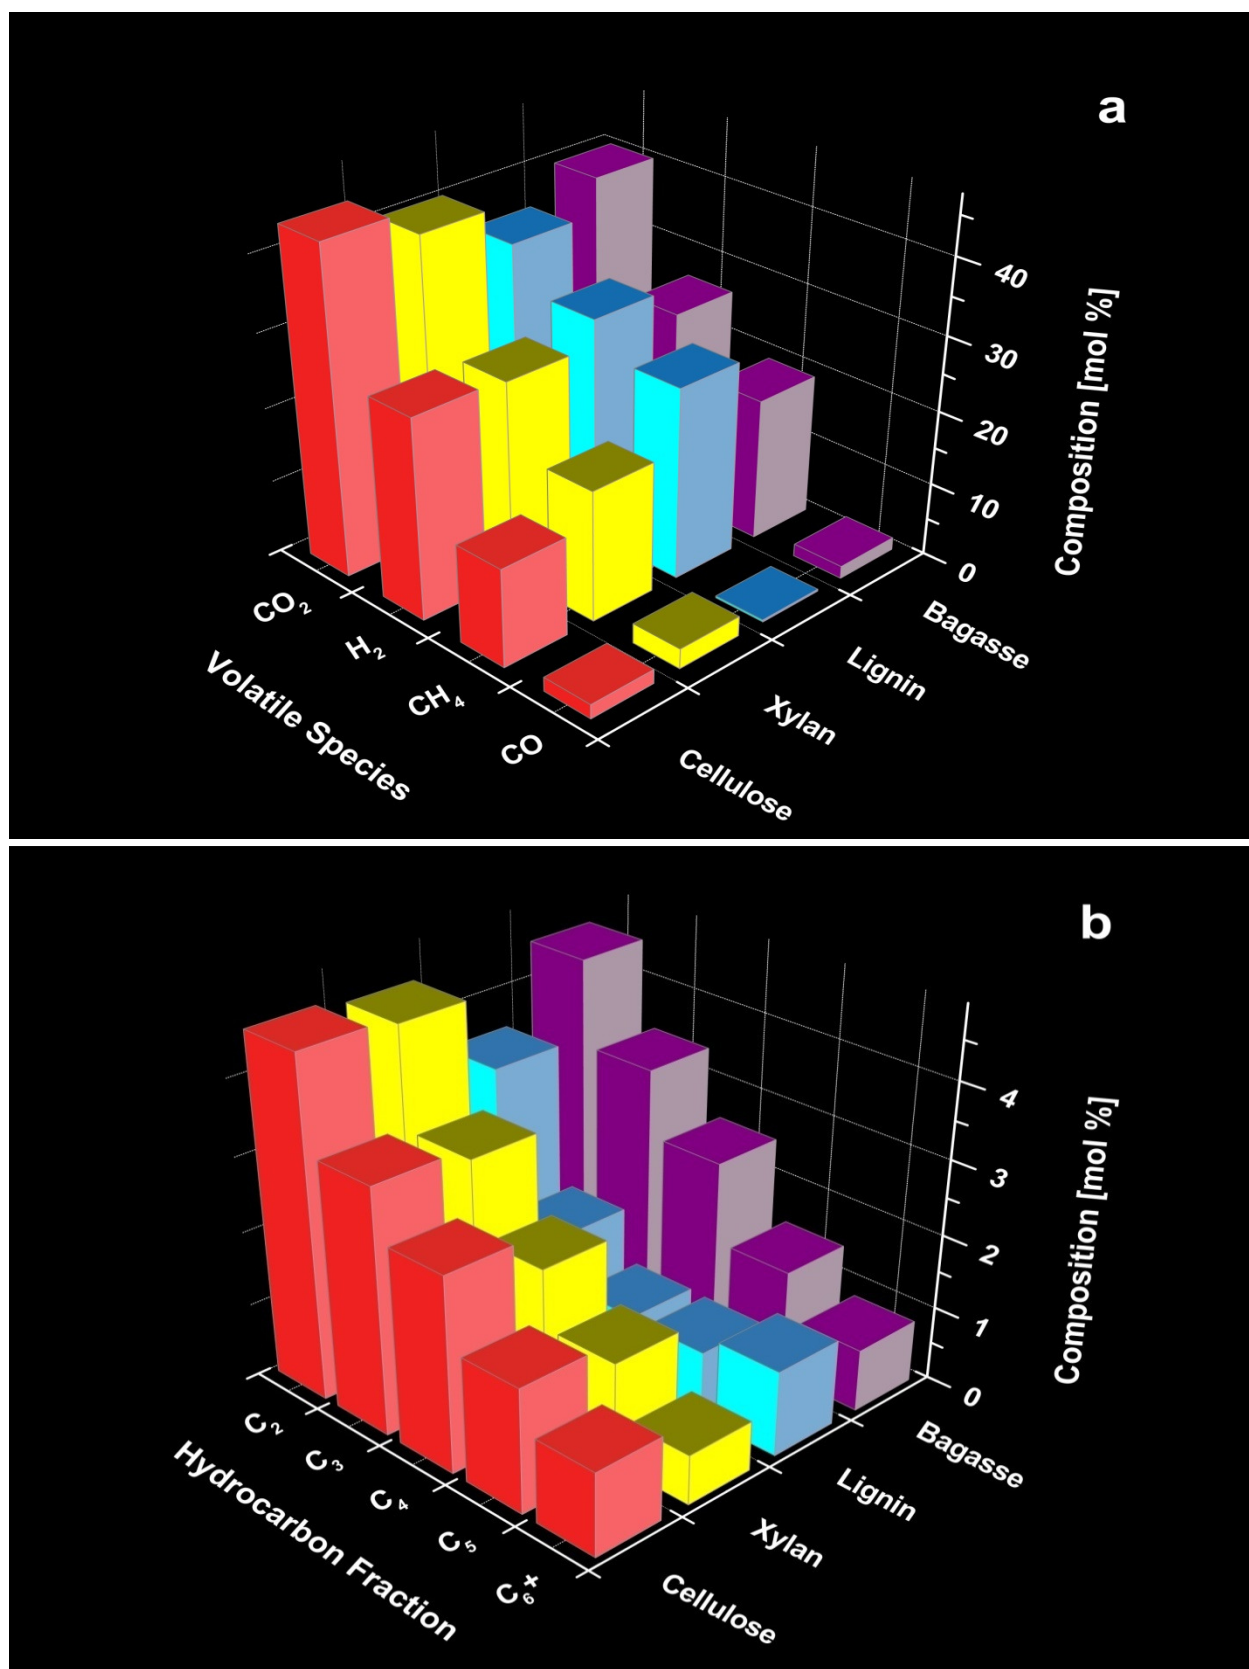 a
40
30
20
10
0
Composition [mol %]
CO₂
H₂
CH₄
CO
Volatile Species
Bagasse
Lignin
Xylan
Cellulose
b
4
3
2
1
0
Composition [mol %]
C₂
C₃
C₄
C₅
C₆⁺
Hydrocarbon Fraction
Bagasse
Lignin
Xylan
Cellulose